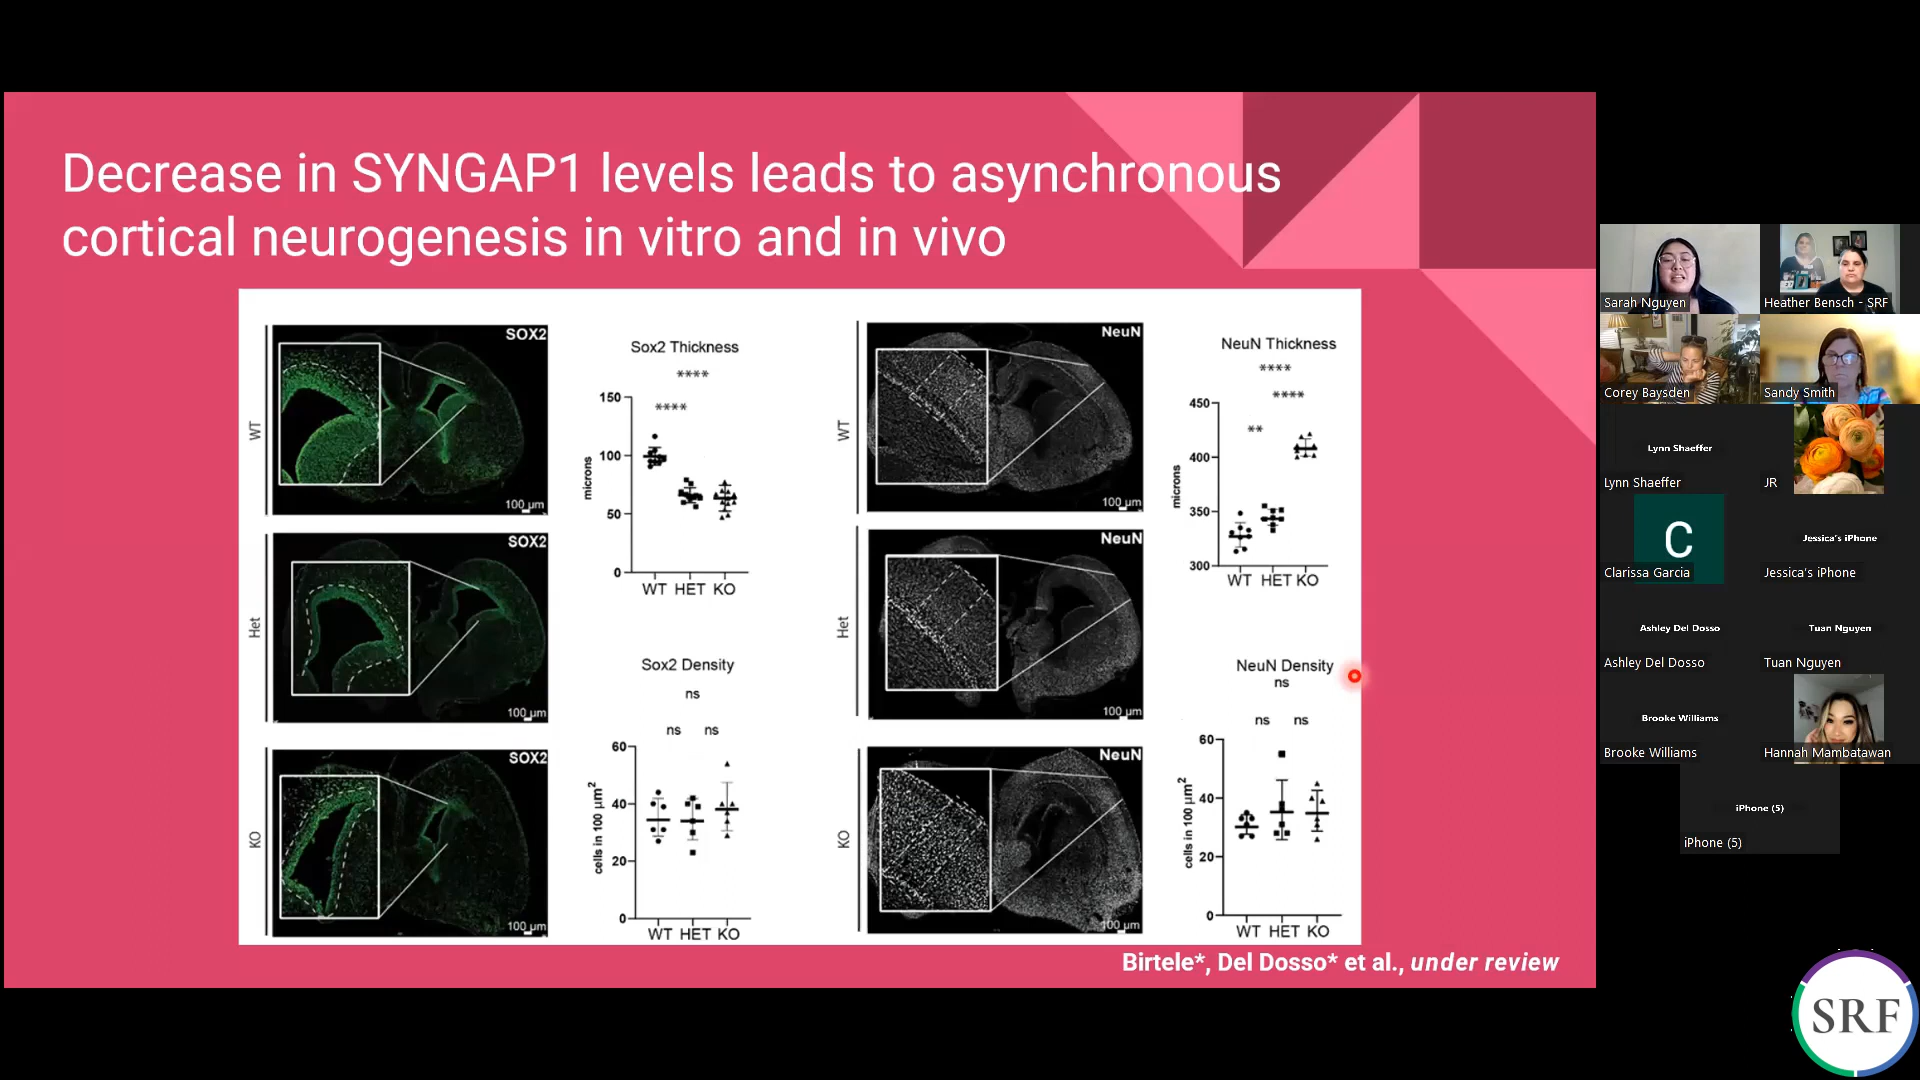 Decrease in SYNGAP1 levels leads to asynchronous
cortical neurogenesis in vitro and in vivo
WT
SOX2
100 µm
Het
SOX2
100 µm
KO
SOX2
100 µm
Sox2 Thickness
****
****
microns
150
100
50
0
WT HET KO
Sox2 Density
ns
ns ns
cells in 100 µm²
60
40
20
0
WT HET KO
WT
NeuN
100 µm
Het
NeuN
100 µm
KO
NeuN
100 µm
NeuN Thickness
****
****
**
microns
450
400
350
300
WT HET KO
NeuN Density
ns
ns ns
cells in 100 µm²
60
40
20
0
WT HET KO
Birtele*, Del Dosso* et al., under review
Sarah Nguyen
Heather Bensch - SRF
Corey Baysden
Sandy Smith
Lynn Shaeffer
Lynn Shaeffer
JR
C
Clarissa Garcia
Jessica's iPhone
Jessica's iPhone
Ashley Del Dosso
Ashley Del Dosso
Tuan Nguyen
Tuan Nguyen
Brooke Williams
Brooke Williams
Hannah Mambatawan
iPhone (5)
iPhone (5)
SRF